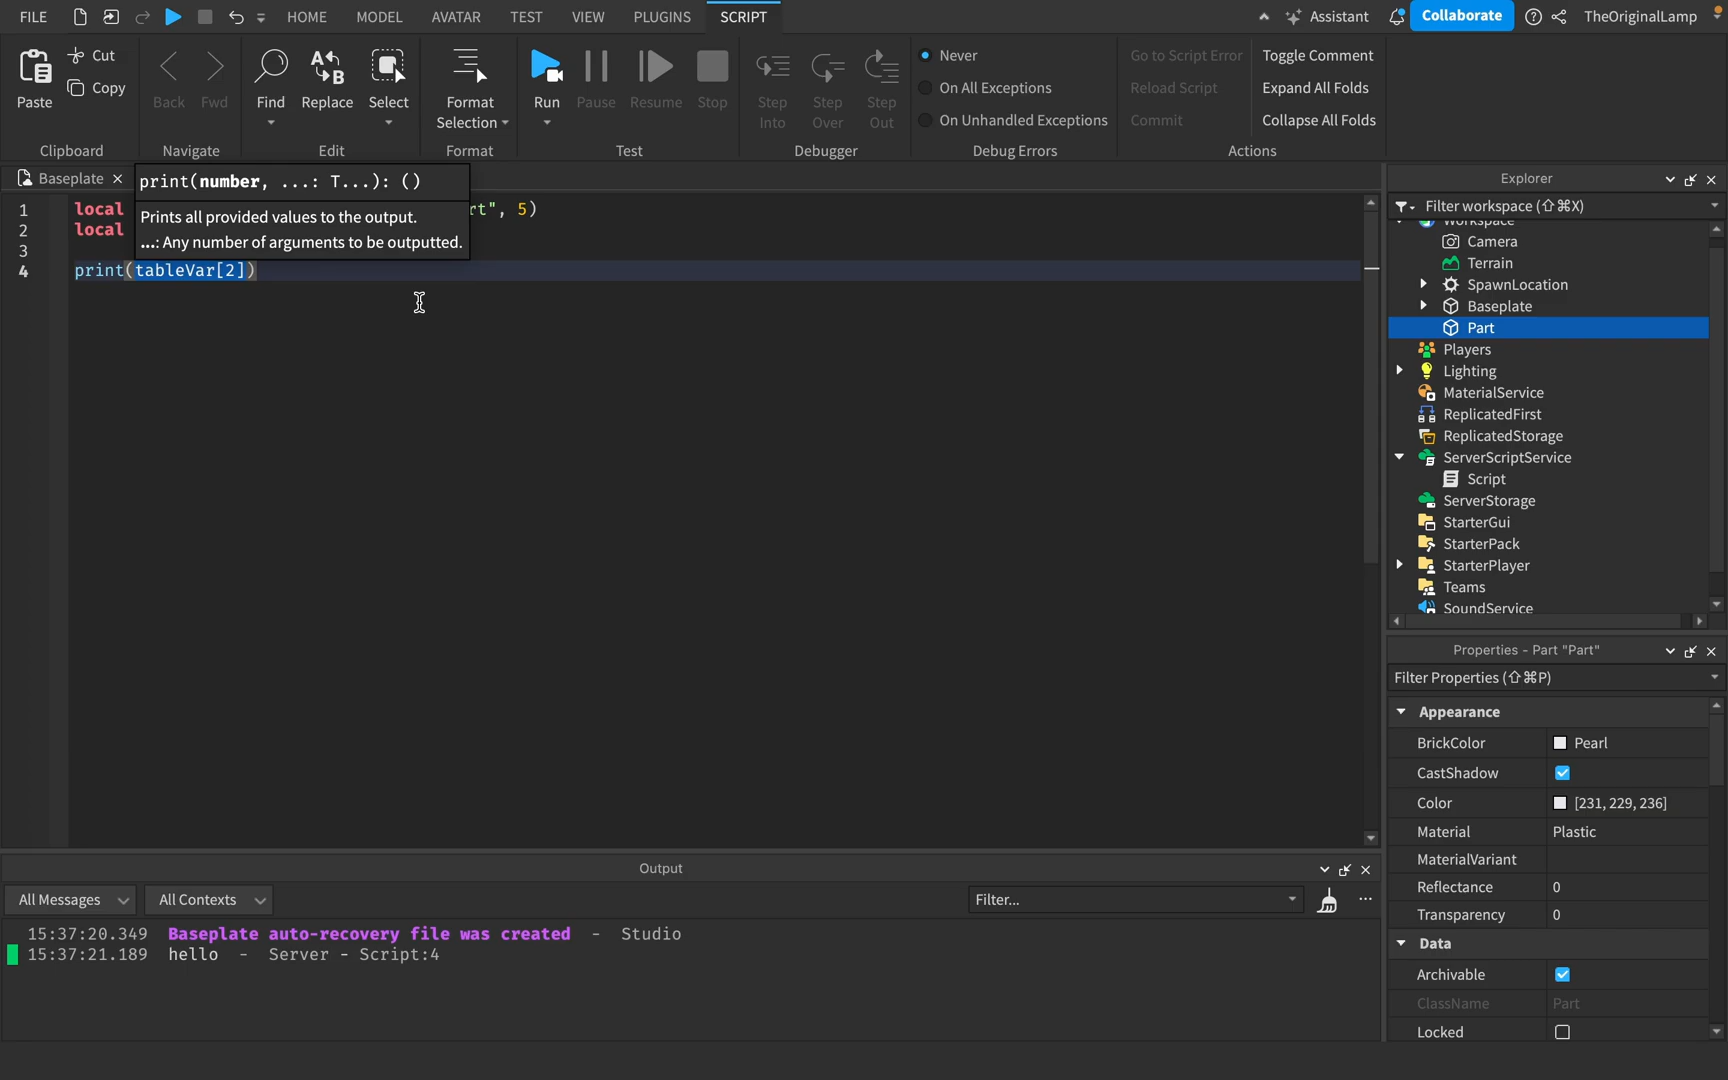 FILE HOME MODEL AVATAR TEST VIEW PLUGINS SCRIPT Assistant Collaborate TheOriginalLamp
Paste Cut Copy Clipboard
Back Fwd Navigate
Find Replace Select Edit
Format Selection Format
Run Pause Resume Stop Test
Step Into Step Over Step Out Debugger
Never
On All Exceptions
On Unhandled Exceptions
Debug Errors
Go to Script Error Toggle Comment
Reload Script Expand All Folds
Commit Collapse All Folds
Actions
Baseplate
print(number, ...: T...): ()
Prints all provided values to the output.
...: Any number of arguments to be outputted.
1 local rt", 5)
2 local
3
4 print(tableVar[2])
Output
All Messages All Contexts Filter...
15:37:20.349 Baseplate auto-recovery file was created - Studio
15:37:21.189 hello - Server - Script:4
Explorer
Filter workspace (⇧⌘X)
Workspace
Camera
Terrain
SpawnLocation
Baseplate
Part
Players
Lighting
MaterialService
ReplicatedFirst
ReplicatedStorage
ServerScriptService
Script
ServerStorage
StarterGui
StarterPack
StarterPlayer
Teams
SoundService
Properties - Part "Part"
Filter Properties (⇧⌘P)
Appearance
BrickColor Pearl
CastShadow
Color [231, 229, 236]
Material Plastic
MaterialVariant
Reflectance 0
Transparency 0
Data
Archivable
ClassName Part
Locked